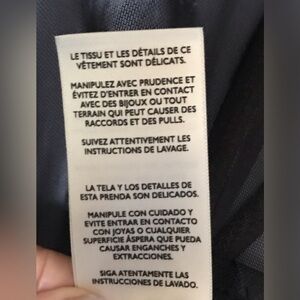 LE TISSU ET LES DÉTAILS DE CE
VÊTEMENT SONT DÉLICATS.
MANIPULEZ AVEC PRUDENCE ET
ÉVITEZ D'ENTRER EN CONTACT
AVEC DES BIJOUX OU TOUT
TERRAIN QUI PEUT CAUSER DES
RACCORDS ET DES PULLS.
SUIVEZ ATTENTIVEMENT LES
INSTRUCTIONS DE LAVAGE.
LA TELA Y LOS DETALLES DE
ESTA PRENDA SON DELICADOS.
MANIPULE CON CUIDADO Y
EVITE ENTRAR EN CONTACTO
CON JOYAS O CUALQUIER
SUPERFICIE ÁSPERA QUE PUEDA
CAUSAR ENGANCHES Y
EXTRACCIONES.
SIGA ATENTAMENTE LAS
INSTRUCCIONES DE LAVADO.